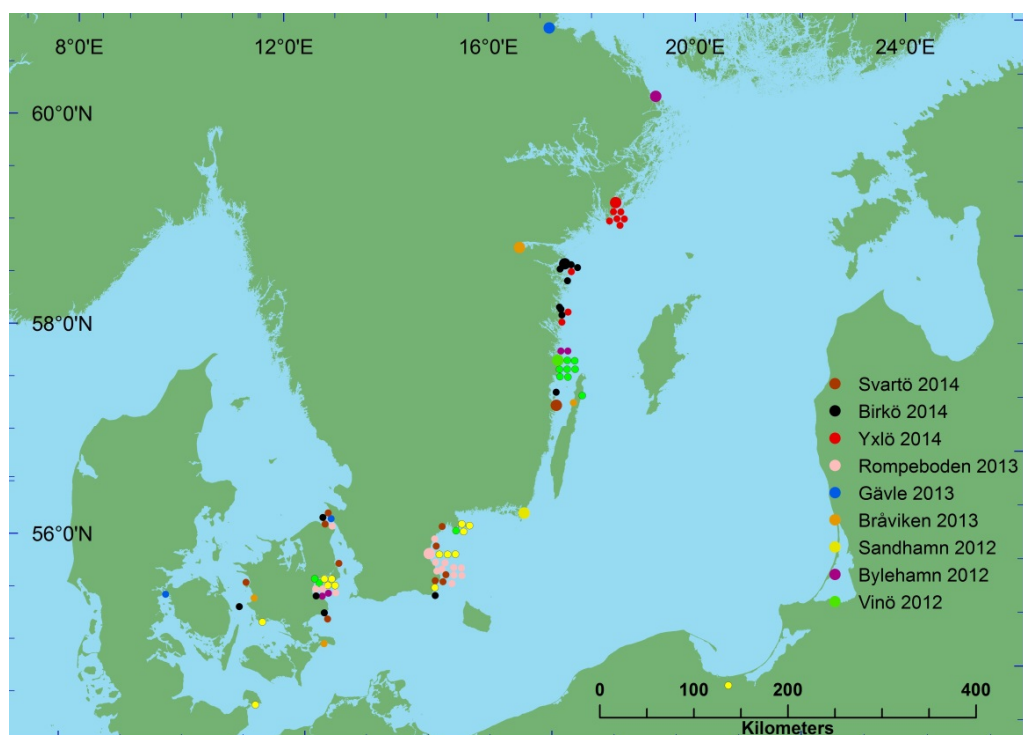 8°0'E 12°0'E 16°0'E 20°0'E 24°0'E
60°0'N
58°0'N
Svartö 2014
Birkö 2014
Yxlö 2014
Rompeboden 2013
Gävle 2013
Bråviken 2013
Sandhamn 2012
Bylehamn 2012
Vinö 2012
56°0'N
0 100 200 400
Kilometers